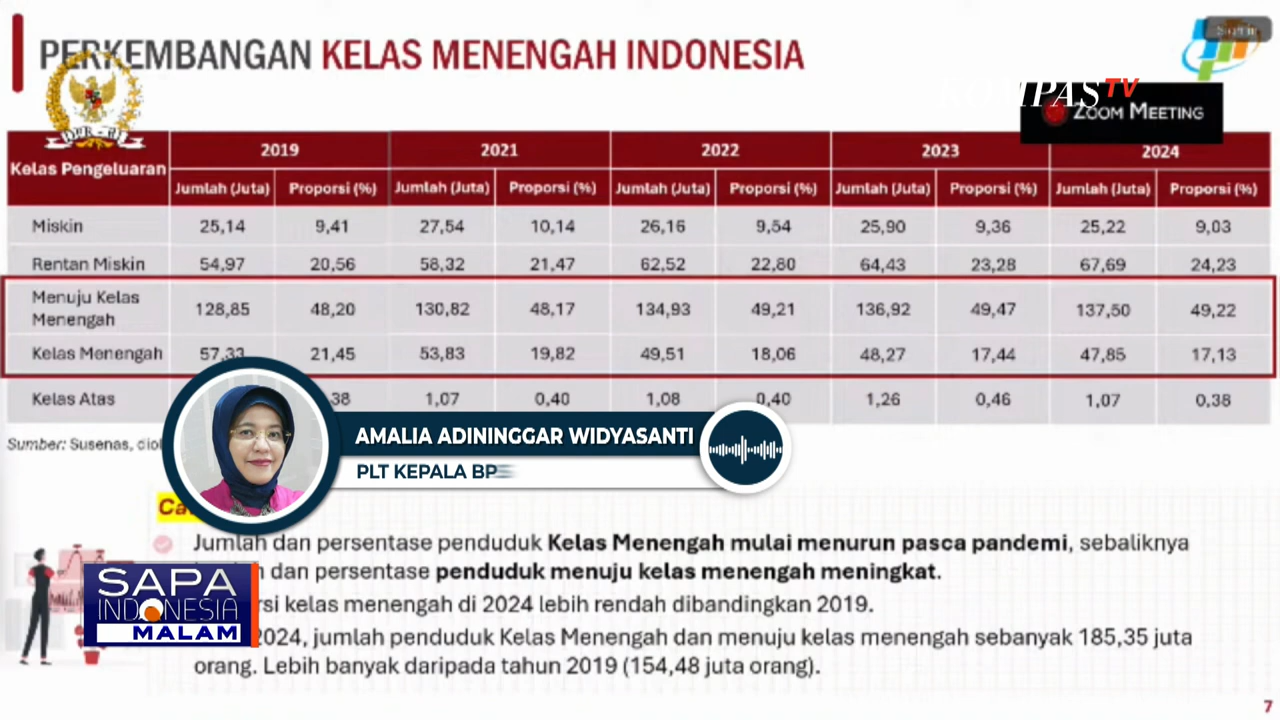 PERKEMBANGAN KELAS MENENGAH INDONESIA
DPR - RI
KOMPAS TV
ZOOM MEETING
Kelas Pengeluaran 2019 2021 2022 2023 2024
Jumlah (Juta) Proporsi (%) Jumlah (Juta) Proporsi (%) Jumlah (Juta) Proporsi (%) Jumlah (Juta) Proporsi (%) Jumlah (Juta) Proporsi (%)
Miskin 25,14 9,41 27,54 10,14 26,16 9,54 25,90 9,36 25,22 9,03
Rentan Miskin 54,97 20,56 58,32 21,47 62,52 22,80 64,43 23,28 67,69 24,23
Menuju Kelas
Menengah 128,85 48,20 130,82 48,17 134,93 49,21 136,92 49,47 137,50 49,22
Kelas Menengah 57,33 21,45 53,83 19,82 49,51 18,06 48,27 17,44 47,85 17,13
Kelas Atas 38 1,07 0,40 1,08 0,40 1,26 0,46 1,07 0,38
Sumber: Susenas, diol
AMALIA ADININGGAR WIDYASANTI
PLT KEPALA BP
Jumlah dan persentase penduduk Kelas Menengah mulai menurun pasca pandemi, sebaliknya
dan persentase penduduk menuju kelas menengah meningkat.
si kelas menengah di 2024 lebih rendah dibandingkan 2019.
2024, jumlah penduduk Kelas Menengah dan menuju kelas menengah sebanyak 185,35 juta
orang. Lebih banyak daripada tahun 2019 (154,48 juta orang).
SAPA
INDONESIA
MALAM
7